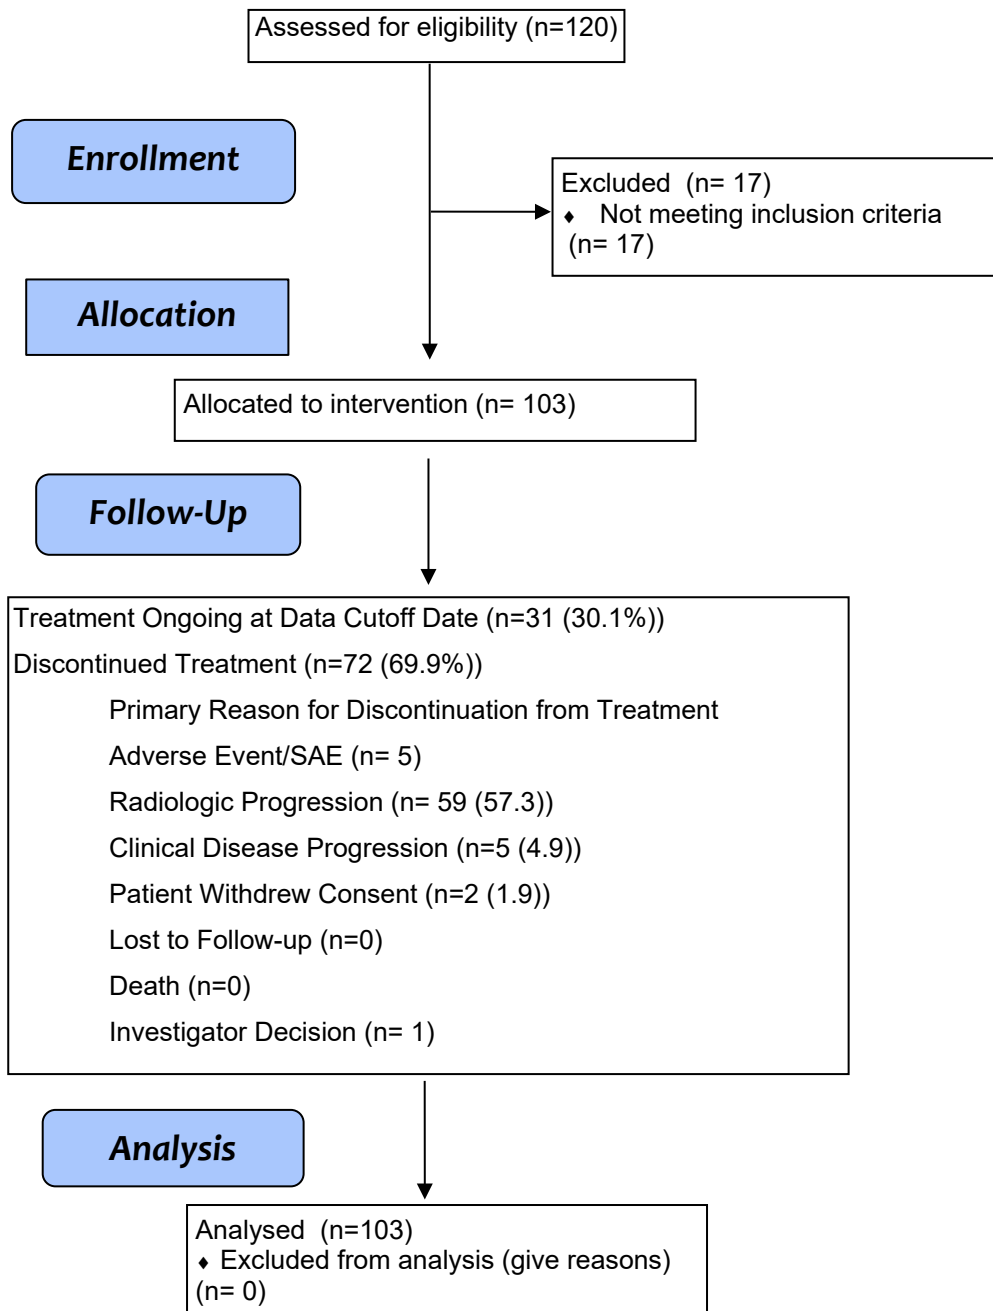 Assessed for eligibility (n=120)
Enrollment
Excluded  (n= 17)
♦  Not meeting inclusion criteria
(n= 17)
Allocation
Allocated to intervention (n= 103)
Follow-Up
Treatment Ongoing at Data Cutoff Date (n=31 (30.1%))
Discontinued Treatment (n=72 (69.9%))
Primary Reason for Discontinuation from Treatment
Adverse Event/SAE (n= 5)
Radiologic Progression (n= 59 (57.3))
Clinical Disease Progression (n=5 (4.9))
Patient Withdrew Consent (n=2 (1.9))
Lost to Follow-up (n=0)
Death (n=0)
Investigator Decision (n= 1)
Analysis
Analysed  (n=103)
♦ Excluded from analysis (give reasons)
(n= 0)